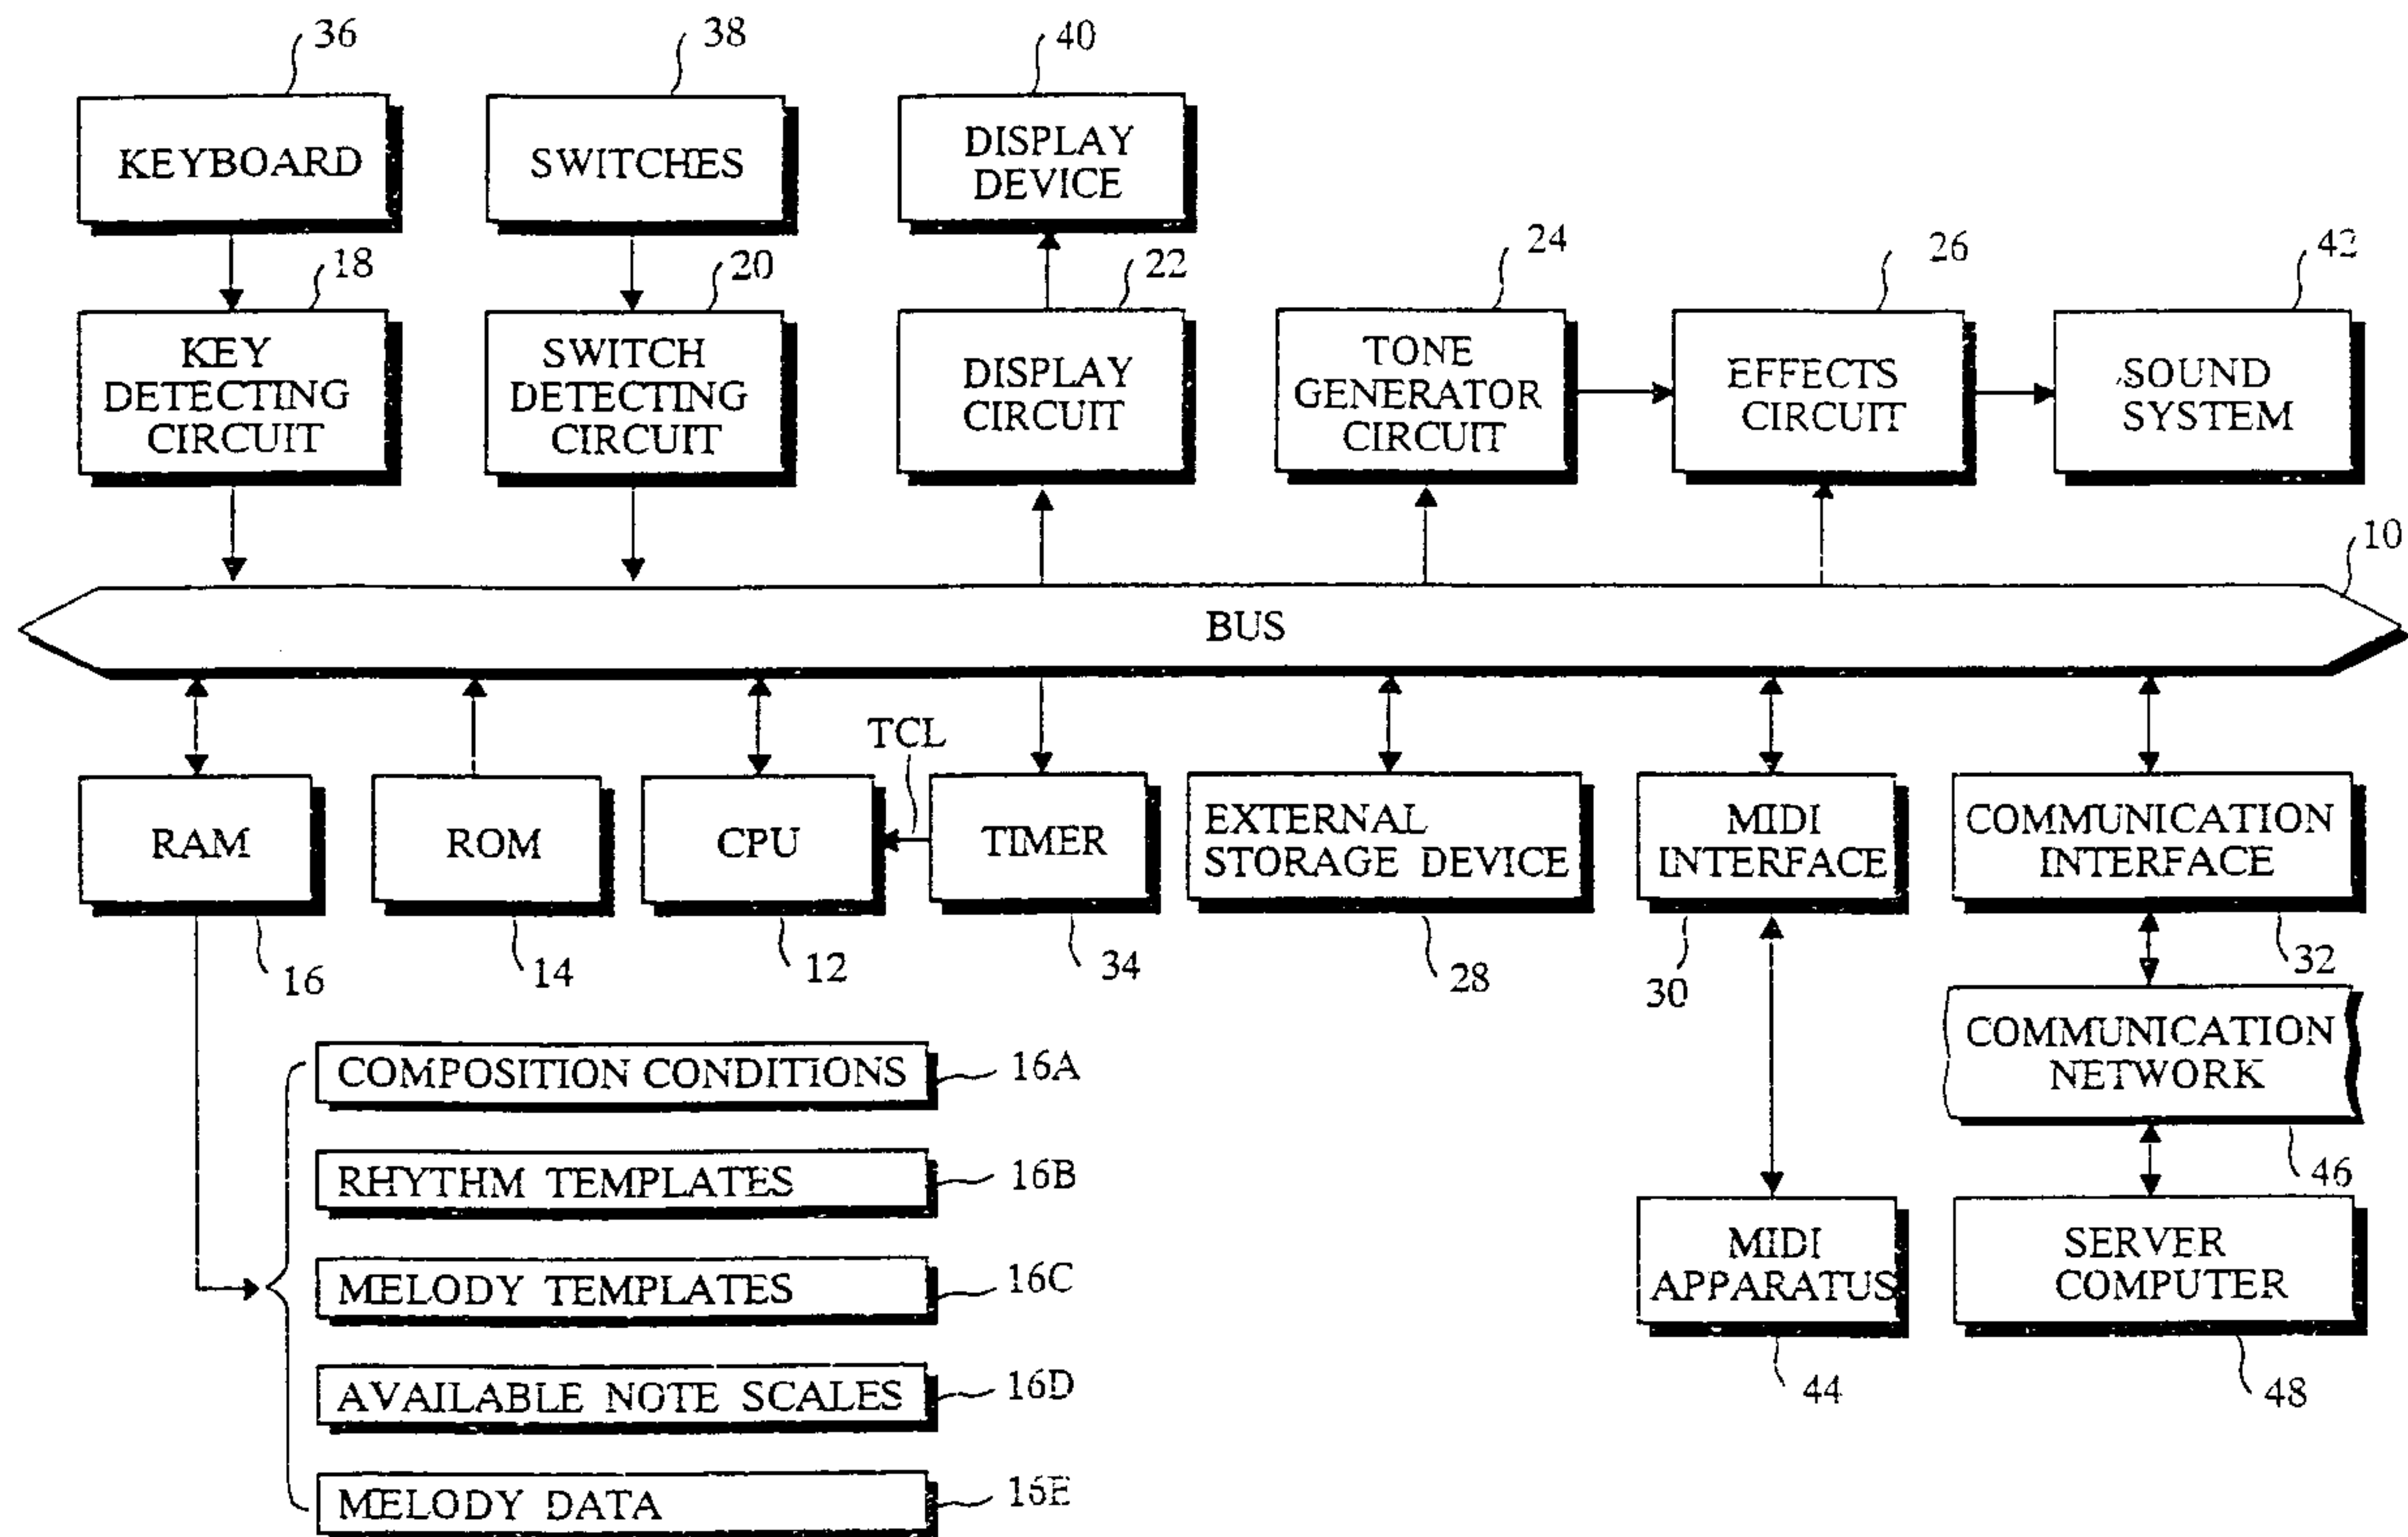 36
38
40
KEYBOARD
SWITCHES
DISPLAY
DEVICE
18
20
22
24
26
42
KEY
DETECTING
CIRCUIT
SWITCH
DETECTING
CIRCUIT
DISPLAY
CIRCUIT
TONE
GENERATOR
CIRCUIT
EFFECTS
CIRCUIT
SOUND
SYSTEM
10
BUS
TCL
RAM
ROM
CPU
TIMER
EXTERNAL
STORAGE DEVICE
MIDI
INTERFACE
COMMUNICATION
INTERFACE
16
14
12
34
28
30
32
COMMUNICATION
NETWORK
46
COMPOSITION CONDITIONS
16A
RHYTHM TEMPLATES
16B
MELODY TEMPLATES
16C
AVAILABLE NOTE SCALES
16D
MELODY DATA
16E
MIDI
APPARATUS
44
SERVER
COMPUTER
48